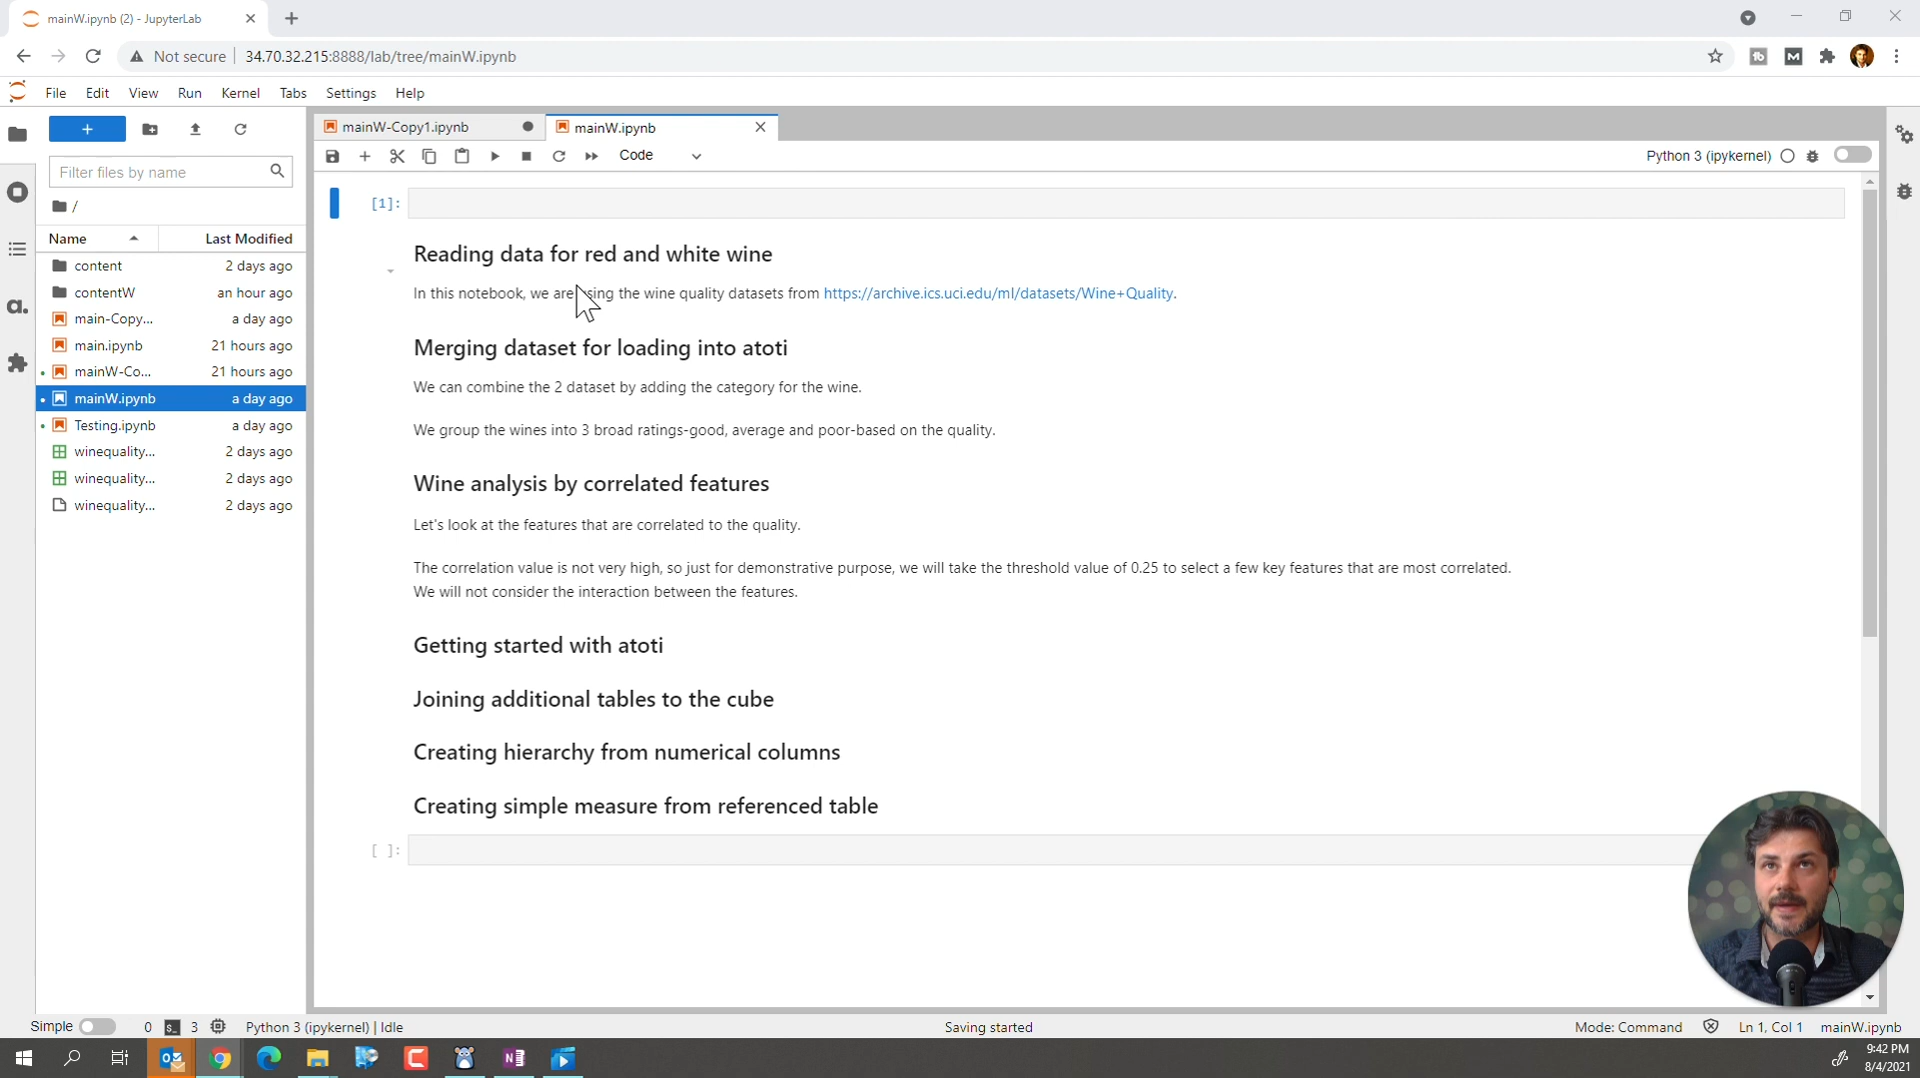 mainW.ipynb (2) - JupyterLab
Not secure
34.70.32.215:8888/lab/tree/mainW.ipynb
File Edit View Run Kernel Tabs Settings Help
mainW-Copy1.ipynb
mainW.ipynb
Code
Python 3 (ipykernel)
Filter files by name
/
Name Last Modified
content 2 days ago
contentW an hour ago
main-Copy... a day ago
main.ipynb 21 hours ago
mainW-Co... 21 hours ago
mainW.ipynb a day ago
Testing.ipynb a day ago
winequality... 2 days ago
winequality... 2 days ago
winequality... 2 days ago
[1]:
Reading data for red and white wine
In this notebook, we are using the wine quality datasets from https://archive.ics.uci.edu/ml/datasets/Wine+Quality.
Merging dataset for loading into atoti
We can combine the 2 dataset by adding the category for the wine.
We group the wines into 3 broad ratings-good, average and poor-based on the quality.
Wine analysis by correlated features
Let's look at the features that are correlated to the quality.
The correlation value is not very high, so just for demonstrative purpose, we will take the threshold value of 0.25 to select a few key features that are most correlated.
We will not consider the interaction between the features.
Getting started with atoti
Joining additional tables to the cube
Creating hierarchy from numerical columns
Creating simple measure from referenced table
[ ]:
Simple 0 3 Python 3 (ipykernel) | Idle
Saving started
Mode: Command Ln 1, Col 1 mainW.ipynb
9:42 PM
8/4/2021